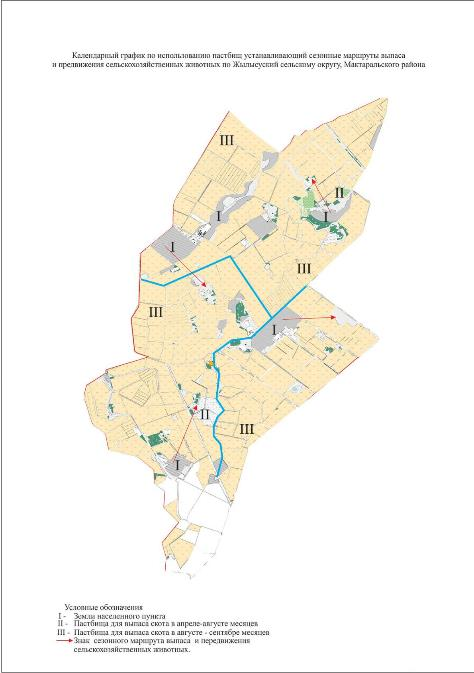 Календарный график по использованию пастбищ устанавливающий сезонные маршруты выпаса
и предвижения сельскохозяйственных животных по Жылысуский сельскому округу, Мактаральского района
III
II
I
I
I
III
III
I
II
III
I
Условные обозначения
I - Земли населенного пункта
II - Пастбища для выпаса скота в апреле-августе месяцев
III - Пастбища для выпаса скота в августе - сентябре месяцев
Знак сезонного маршрута выпаса и передвижения
сельскохозяйственных животных.